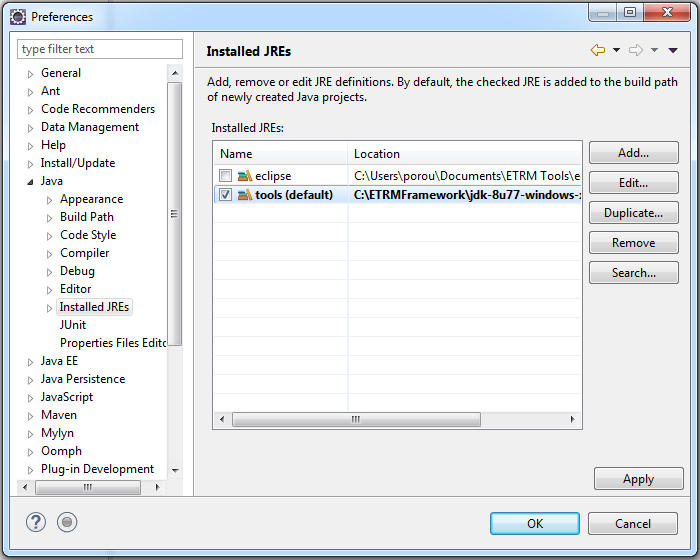 Preferences
type filter text
General
Ant
Code Recommenders
Data Management
Help
Install/Update
Java
Appearance
Build Path
Code Style
Compiler
Debug
Editor
Installed JREs
JUnit
Properties Files Edito
Java EE
Java Persistence
JavaScript
Maven
Mylyn
Oomph
Plug-in Development
Installed JREs
Add, remove or edit JRE definitions. By default, the checked JRE is added to the build path
of newly created Java projects.
Installed JREs:
Name Location
eclipse C:\Users\porou\Documents\ETRM Tools\e
tools (default) C:\ETRMFramework\jdk-8u77-windows-x
Add...
Edit...
Duplicate...
Remove
Search...
Apply
OK
Cancel